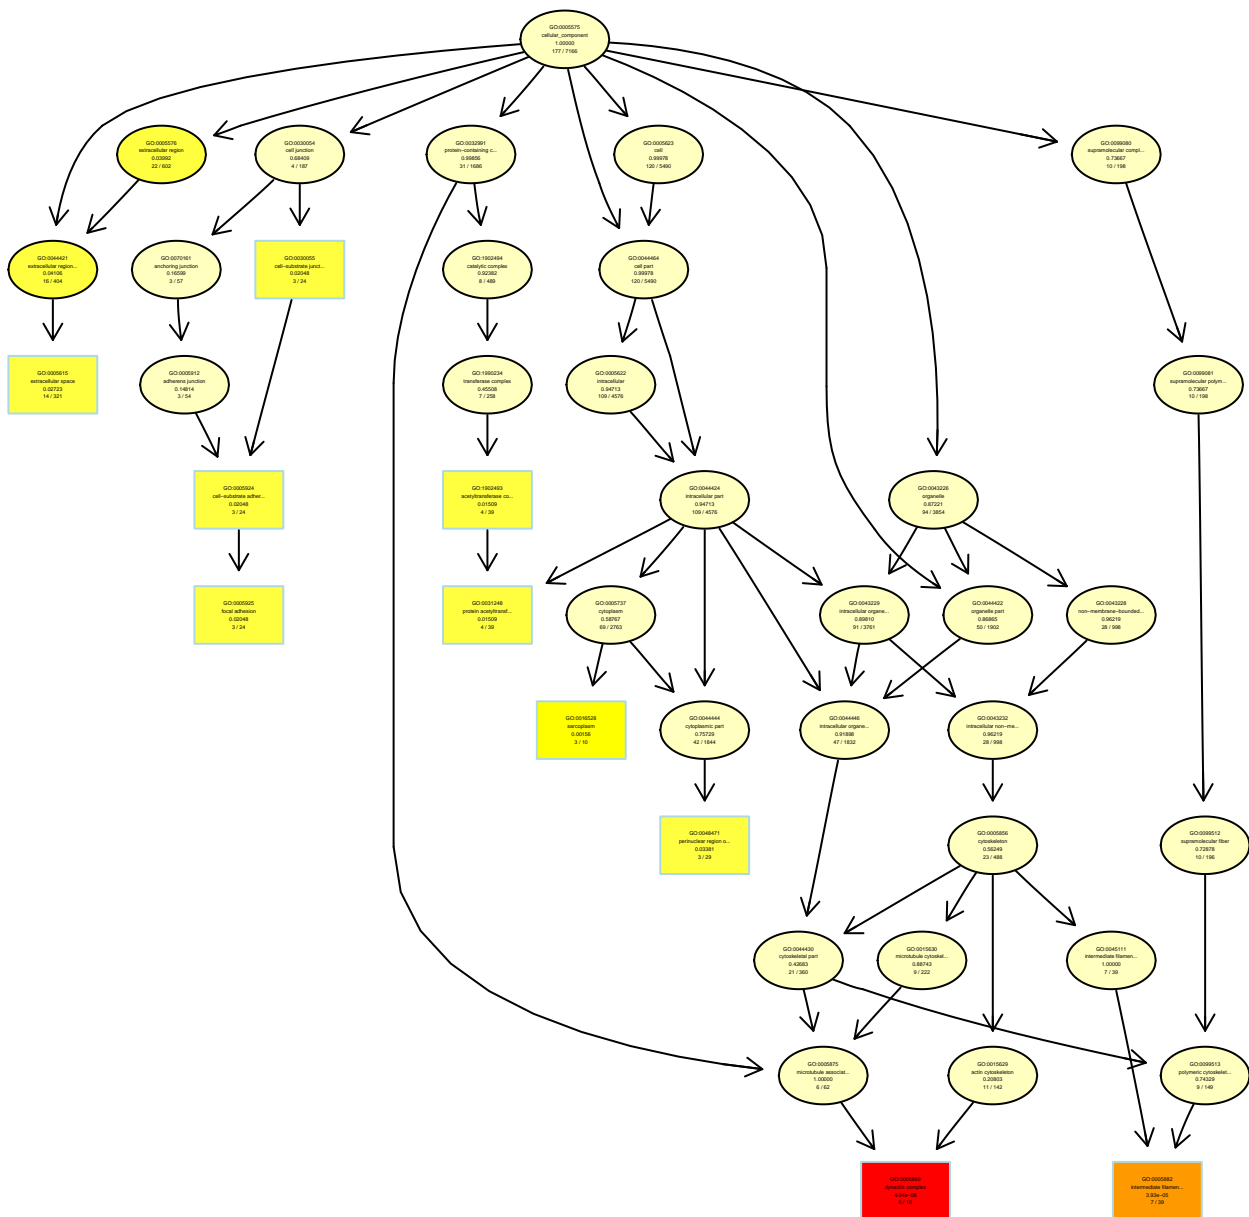 GO:0005575
cellular_component
1.00000
177 / 7166
GO:0005576
extracellular region
0.03992
22 / 602
GO:0030054
cell junction
0.68409
4 / 187
GO:0032991
protein−containing c...
0.99856
31 / 1686
GO:0005623
cell
0.99978
120 / 5490
GO:0099080
supramolecular compl...
0.73667
10 / 198
GO:0044421
extracellular region...
0.04106
16 / 404
GO:0070161
anchoring junction
0.16599
3 / 57
GO:0030055
cell−substrate junct...
0.02048
3 / 24
GO:1902494
catalytic complex
0.92382
8 / 489
GO:0044464
cell part
0.99978
120 / 5490
GO:0005615
extracellular space
0.02723
14 / 321
GO:0005912
adherens junction
0.14814
3 / 54
GO:1990234
transferase complex
0.45508
7 / 258
GO:0005622
intracellular
0.94713
109 / 4576
GO:0099081
supramolecular polym...
0.73667
10 / 198
GO:0005924
cell−substrate adher...
0.02048
3 / 24
GO:1902493
acetyltransferase co...
0.01509
4 / 39
GO:0044424
intracellular part
0.94713
109 / 4576
GO:0043226
organelle
0.87221
94 / 3854
GO:0005925
focal adhesion
0.02048
3 / 24
GO:0031248
protein acetyltransf...
0.01509
4 / 39
GO:0005737
cytoplasm
0.58767
69 / 2763
GO:0043229
intracellular organe...
0.89810
91 / 3761
GO:0044422
organelle part
0.86865
50 / 1902
GO:0043228
non−membrane−bounded...
0.96219
28 / 998
GO:0016528
sarcoplasm
0.00156
3 / 10
GO:0044444
cytoplasmic part
0.75729
42 / 1844
GO:0044446
intracellular organe...
0.91898
47 / 1832
GO:0043232
intracellular non−me...
0.96219
28 / 998
GO:0048471
perinuclear region o...
0.03381
3 / 29
GO:0005856
cytoskeleton
0.56249
23 / 488
GO:0099512
supramolecular fiber
0.72878
10 / 196
GO:0044430
cytoskeletal part
0.42683
21 / 360
GO:0015630
microtubule cytoskel...
0.88743
9 / 222
GO:0045111
intermediate filamen...
1.00000
7 / 39
GO:0005875
microtubule associat...
1.00000
6 / 62
GO:0015629
actin cytoskeleton
0.20803
11 / 142
GO:0099513
polymeric cytoskelet...
0.74329
9 / 149
GO:0005869
dynactin complex
GO:0005882
intermediate filamen...
3.93e−05
7 / 39